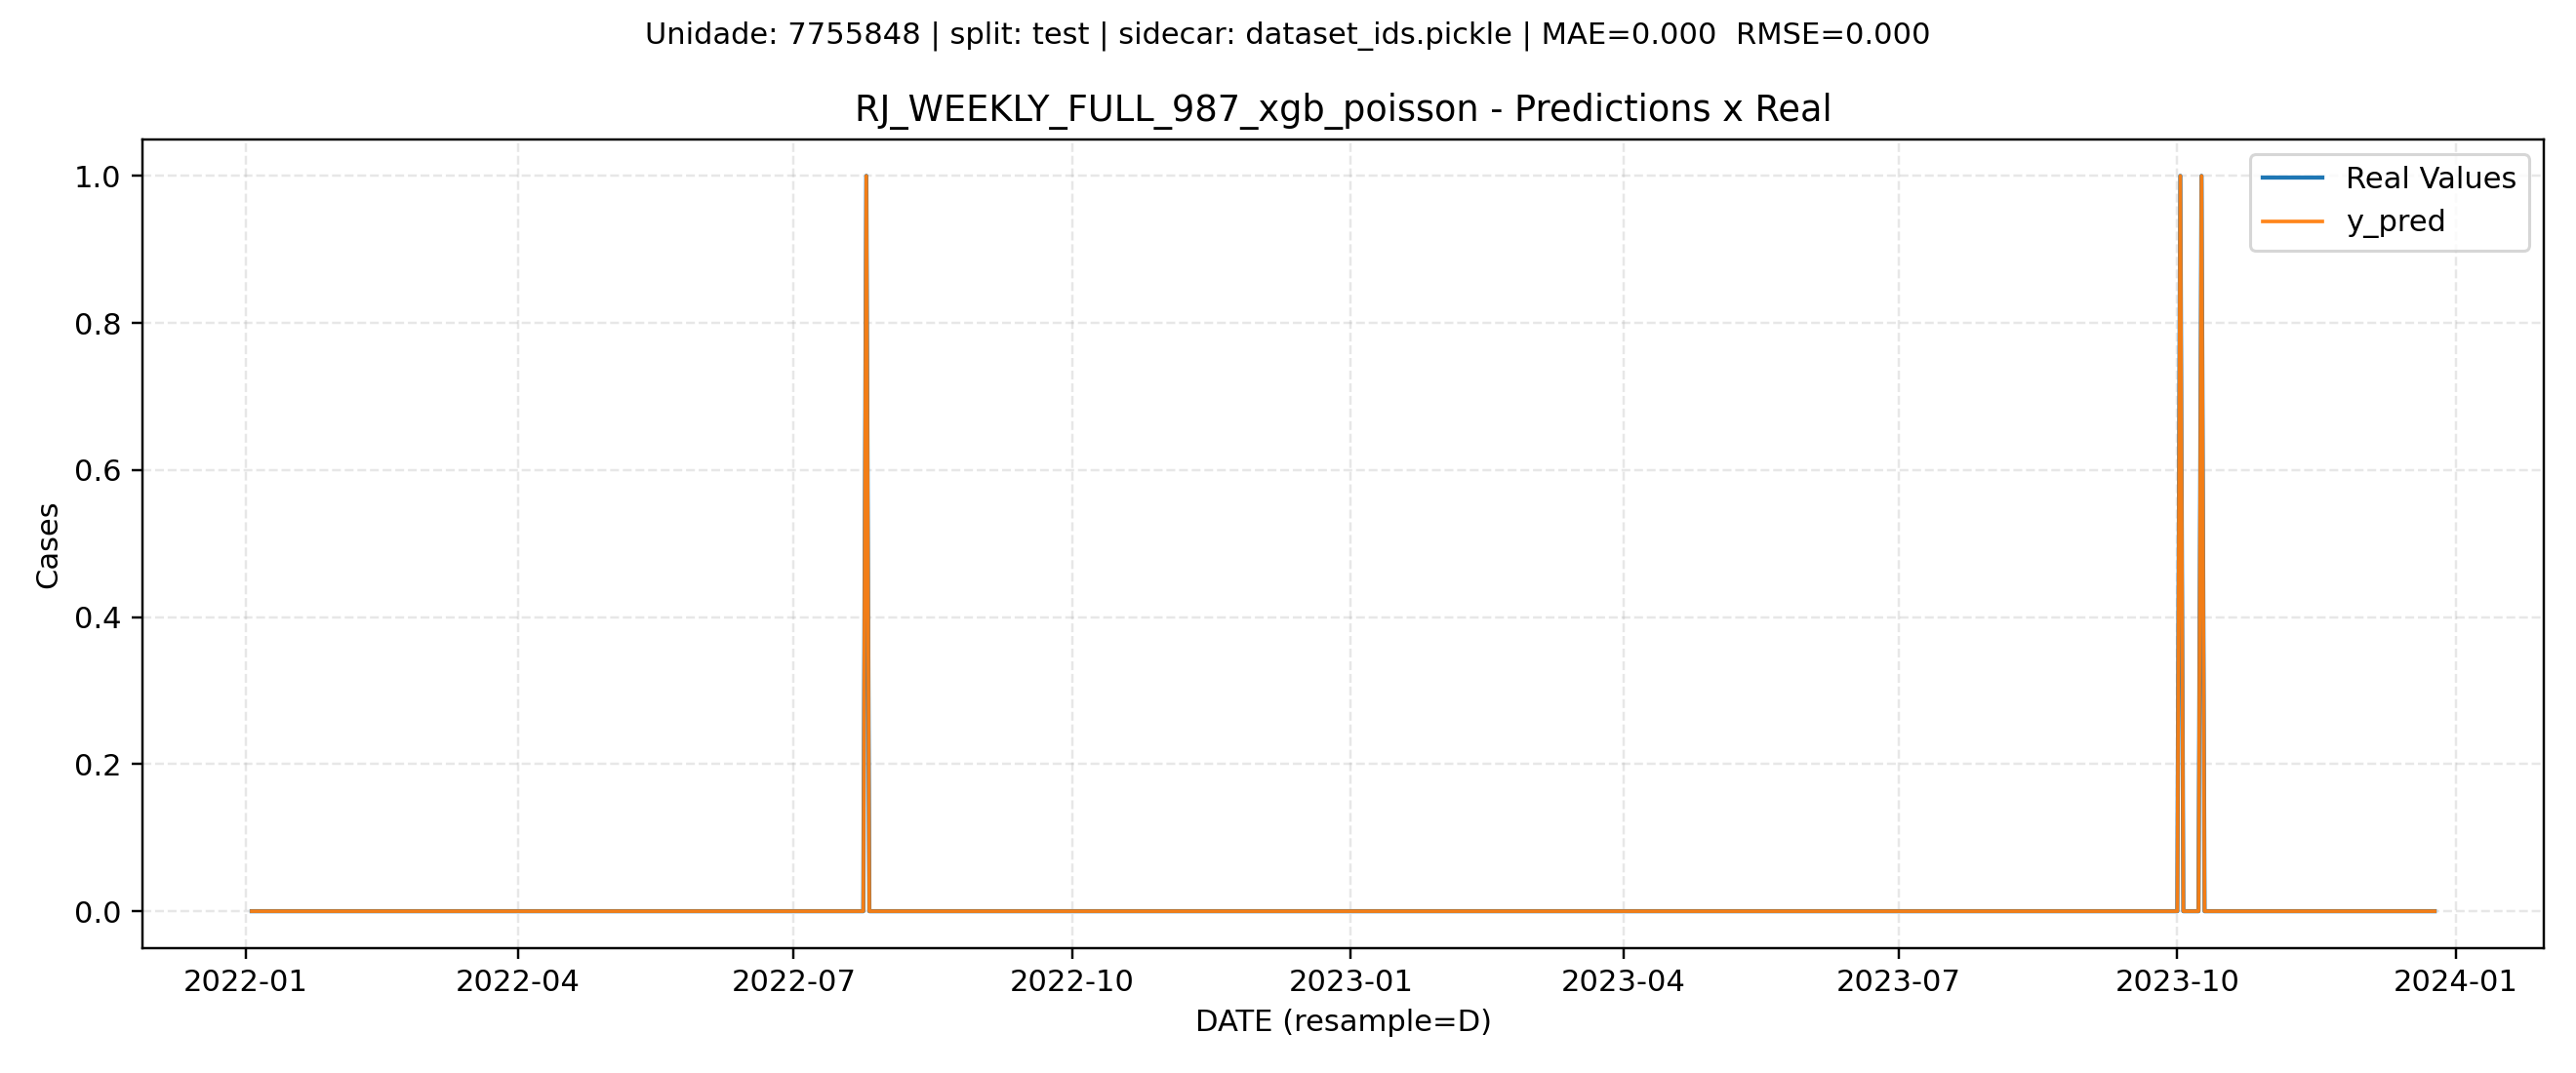 Unidade: 7755848 | split: test | sidecar: dataset_ids.pickle | MAE=0.000  RMSE=0.000
RJ_WEEKLY_FULL_987_xgb_poisson - Predictions x Real
Real Values
y_pred
Cases
1.0
0.8
0.6
0.4
0.2
0.0
2022-01 2022-04 2022-07 2022-10 2023-01 2023-04 2023-07 2023-10 2024-01
DATE (resample=D)